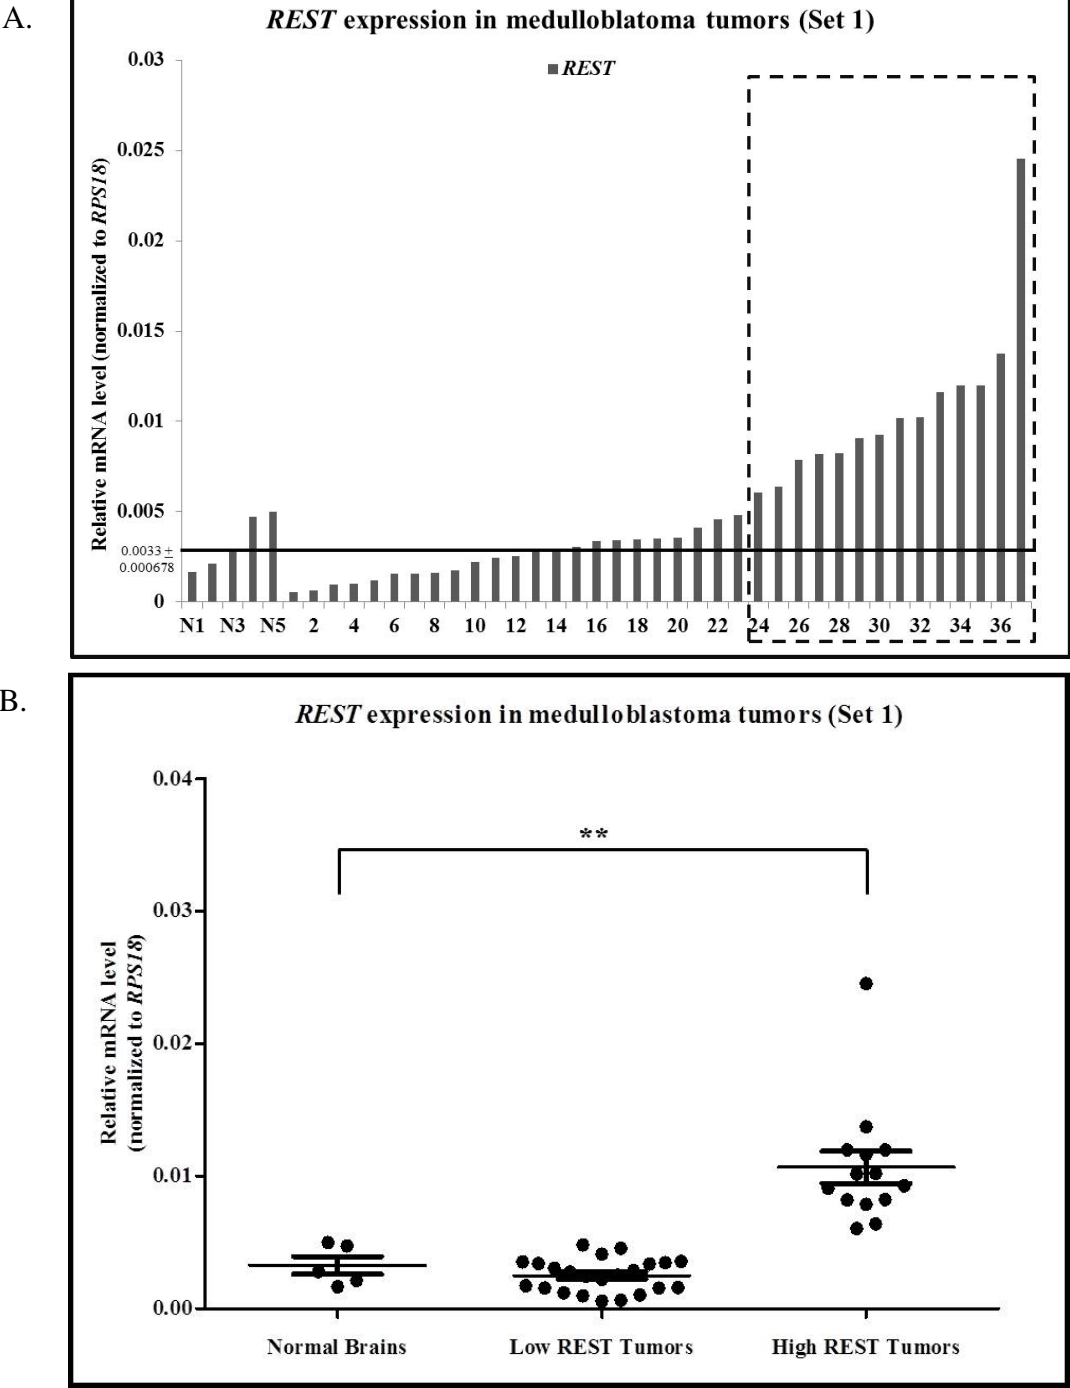 A.
REST expression in medulloblatoma tumors (Set 1)
REST
Relative mRNA level (normalized to RPS18)
0.03
0.025
0.02
0.015
0.01
0.005
0.0033 ±
0.000678
0
N1 N3 N5 2 4 6 8 10 12 14 16 18 20 22 24 26 28 30 32 34 36
B.
REST expression in medulloblastoma tumors (Set 1)
Relative mRNA level
(normalized to RPS18)
0.04
**
0.03
0.02
0.01
0.00
Normal Brains Low REST Tumors High REST Tumors